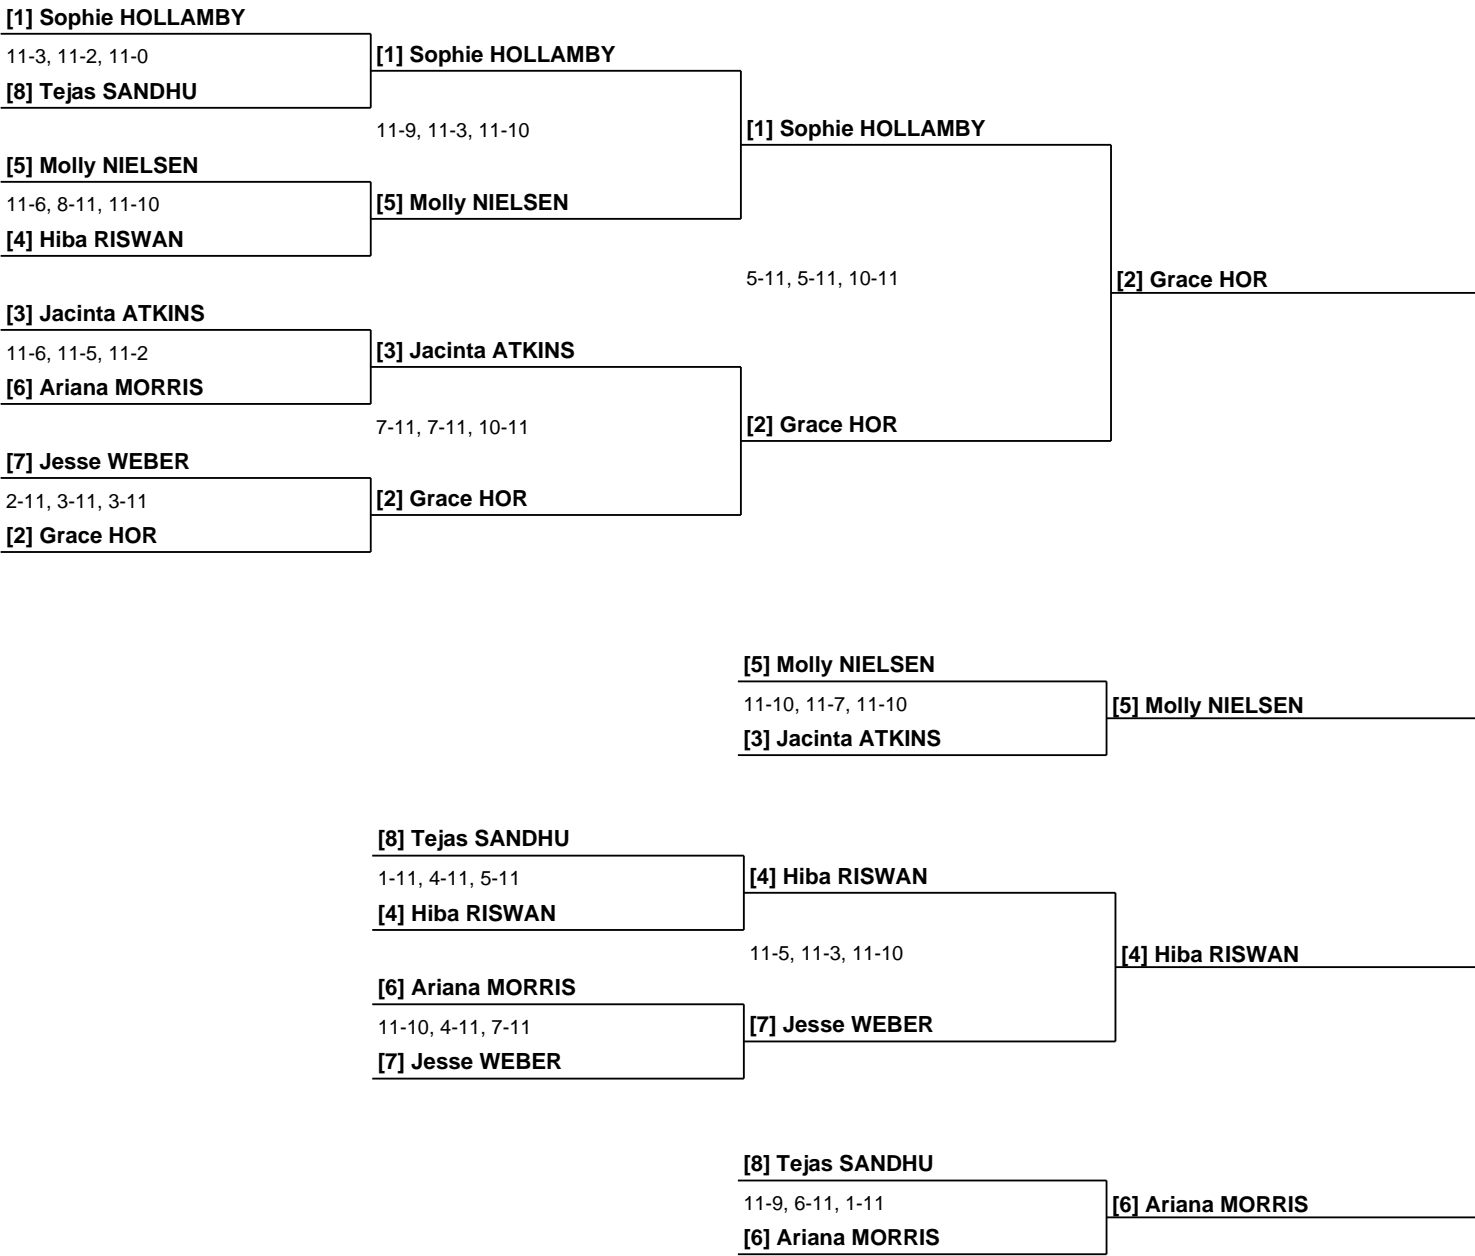 [1] Sophie HOLLAMBY
11-3, 11-2, 11-0
[8] Tejas SANDHU
[1] Sophie HOLLAMBY
11-9, 11-3, 11-10
[5] Molly NIELSEN
11-6, 8-11, 11-10
[4] Hiba RISWAN
[5] Molly NIELSEN
[1] Sophie HOLLAMBY
5-11, 5-11, 10-11
[2] Grace HOR
[3] Jacinta ATKINS
11-6, 11-5, 11-2
[6] Ariana MORRIS
[3] Jacinta ATKINS
7-11, 7-11, 10-11
[2] Grace HOR
[7] Jesse WEBER
2-11, 3-11, 3-11
[2] Grace HOR
[2] Grace HOR
[5] Molly NIELSEN
11-10, 11-7, 11-10
[3] Jacinta ATKINS
[5] Molly NIELSEN
[8] Tejas SANDHU
1-11, 4-11, 5-11
[4] Hiba RISWAN
[4] Hiba RISWAN
11-5, 11-3, 11-10
[4] Hiba RISWAN
[6] Ariana MORRIS
11-10, 4-11, 7-11
[7] Jesse WEBER
[7] Jesse WEBER
[8] Tejas SANDHU
11-9, 6-11, 1-11
[6] Ariana MORRIS
[6] Ariana MORRIS